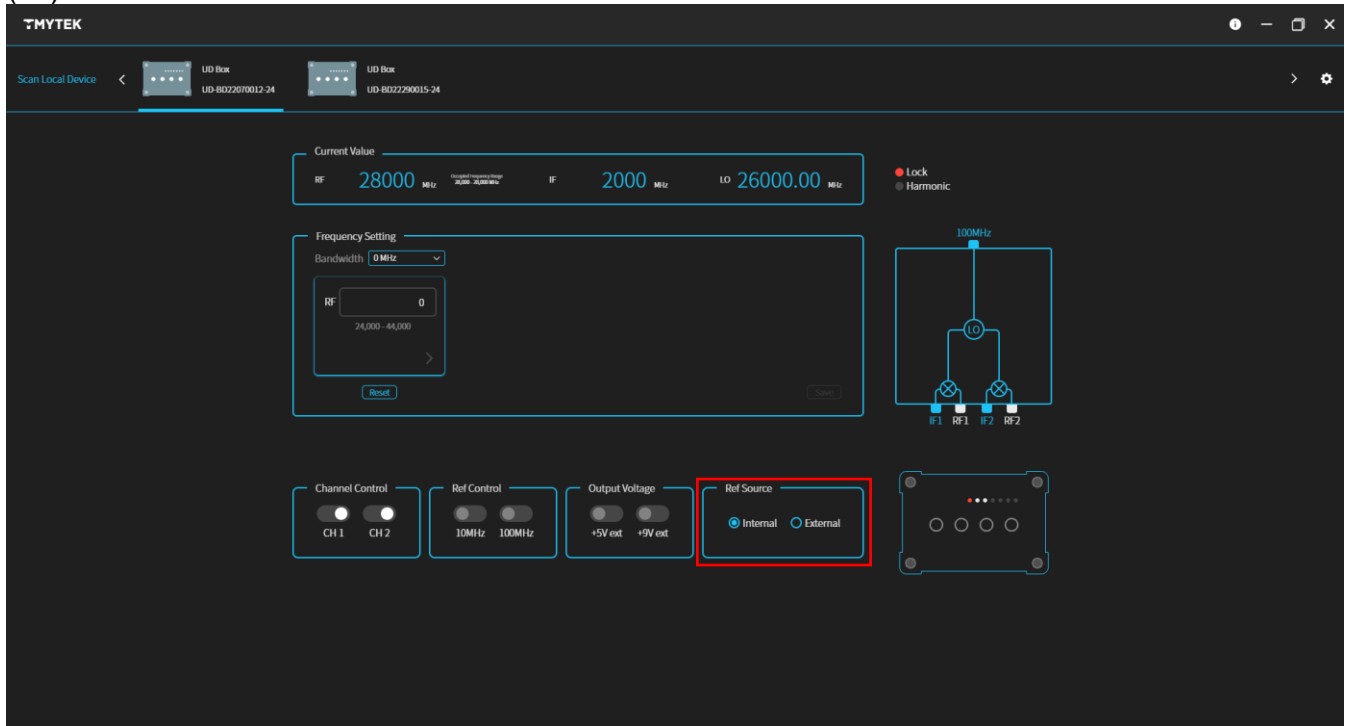 TMYTEK
Scan Local Device
UD Box
UD-BD22070012-24
UD Box
UD-BD22290015-24
Current Value
RF 28000 MHz
IF 2000 MHz
LO 26000.00 MHz
Lock
Harmonic
Frequency Setting
Bandwidth 0 MHz
RF 0
24,000 - 44,000
Reset
Save
100MHz
LO
IF1 RF1 IF2 RF2
Channel Control
CH 1 CH 2
Ref Control
10MHz 100MHz
Output Voltage
+5V ext +9V ext
Ref Source
Internal External